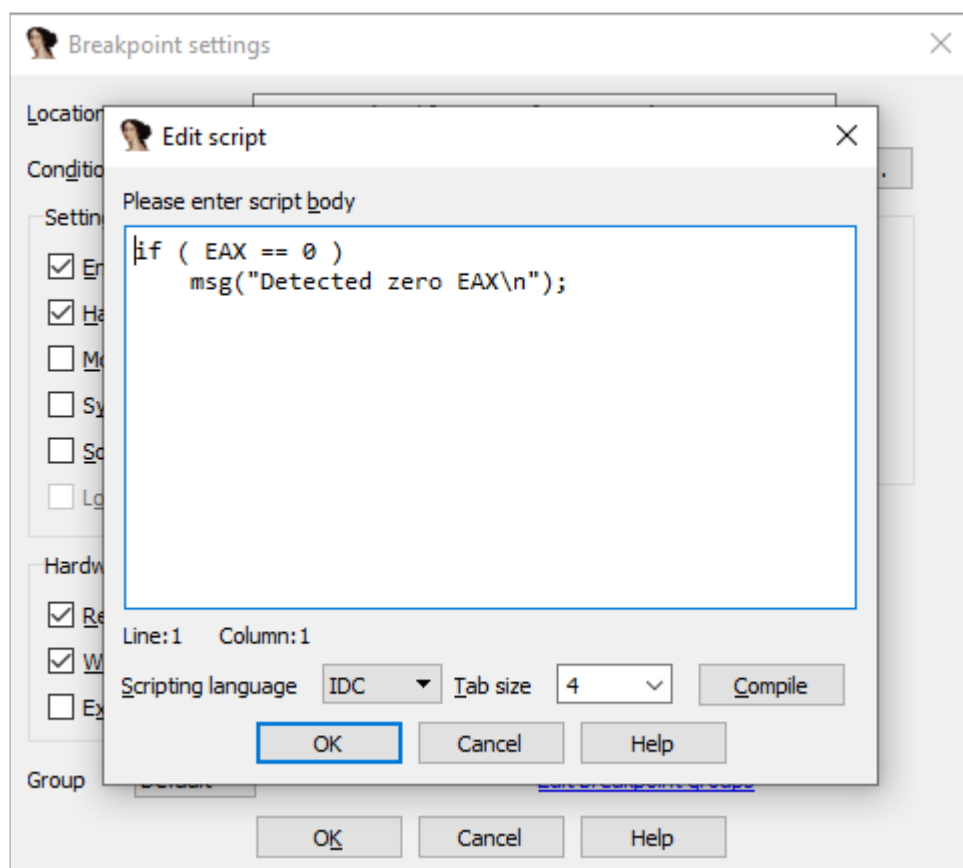 Breakpoint settings
Edit script
Please enter script body
if ( EAX == 0 )
    msg("Detected zero EAX\n");
Line:1 Column:1
Scripting language IDC Tab size 4 Compile
OK Cancel Help
Group
OK Cancel Help